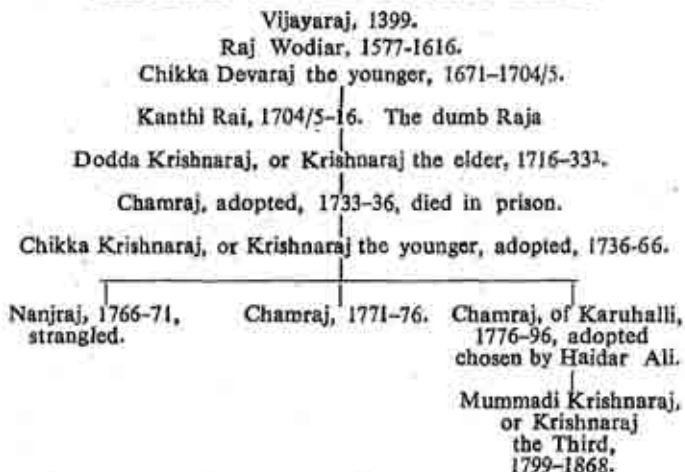 Vijayaraj, 1399.
Raj Wodiar, 1577-1616.
Chikka Devaraj the younger, 1671-1704/5.
Kanthi Rai, 1704/5-16. The dumb Raja
Dodda Krishnaraj, or Krishnaraj the elder, 1716-33¹.
Chamraj, adopted, 1733-36, died in prison.
Chikka Krishnaraj, or Krishnaraj the younger, adopted, 1736-66.
Nanjraj, 1766-71,
strangled.
Chamraj, 1771-76.
Chamraj, of Karuhalli,
1776-96, adopted
chosen by Haidar Ali.
Mummadi Krishnaraj,
or Krishnaraj
the Third,
1799-1868.